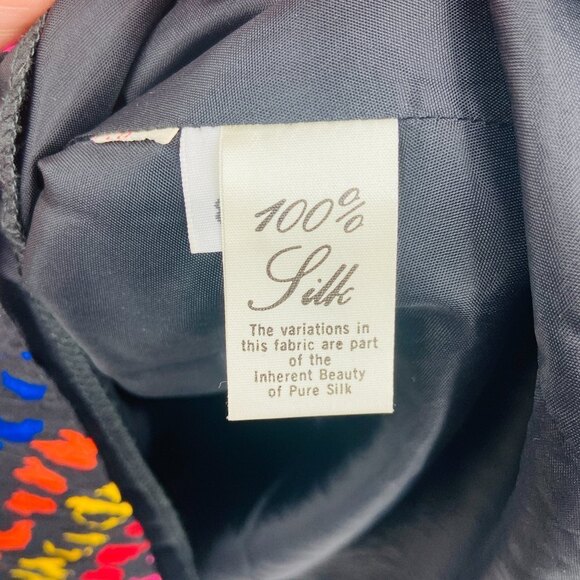 100%
Silk
The variations in
this fabric are part
of the
Inherent Beauty
of Pure Silk